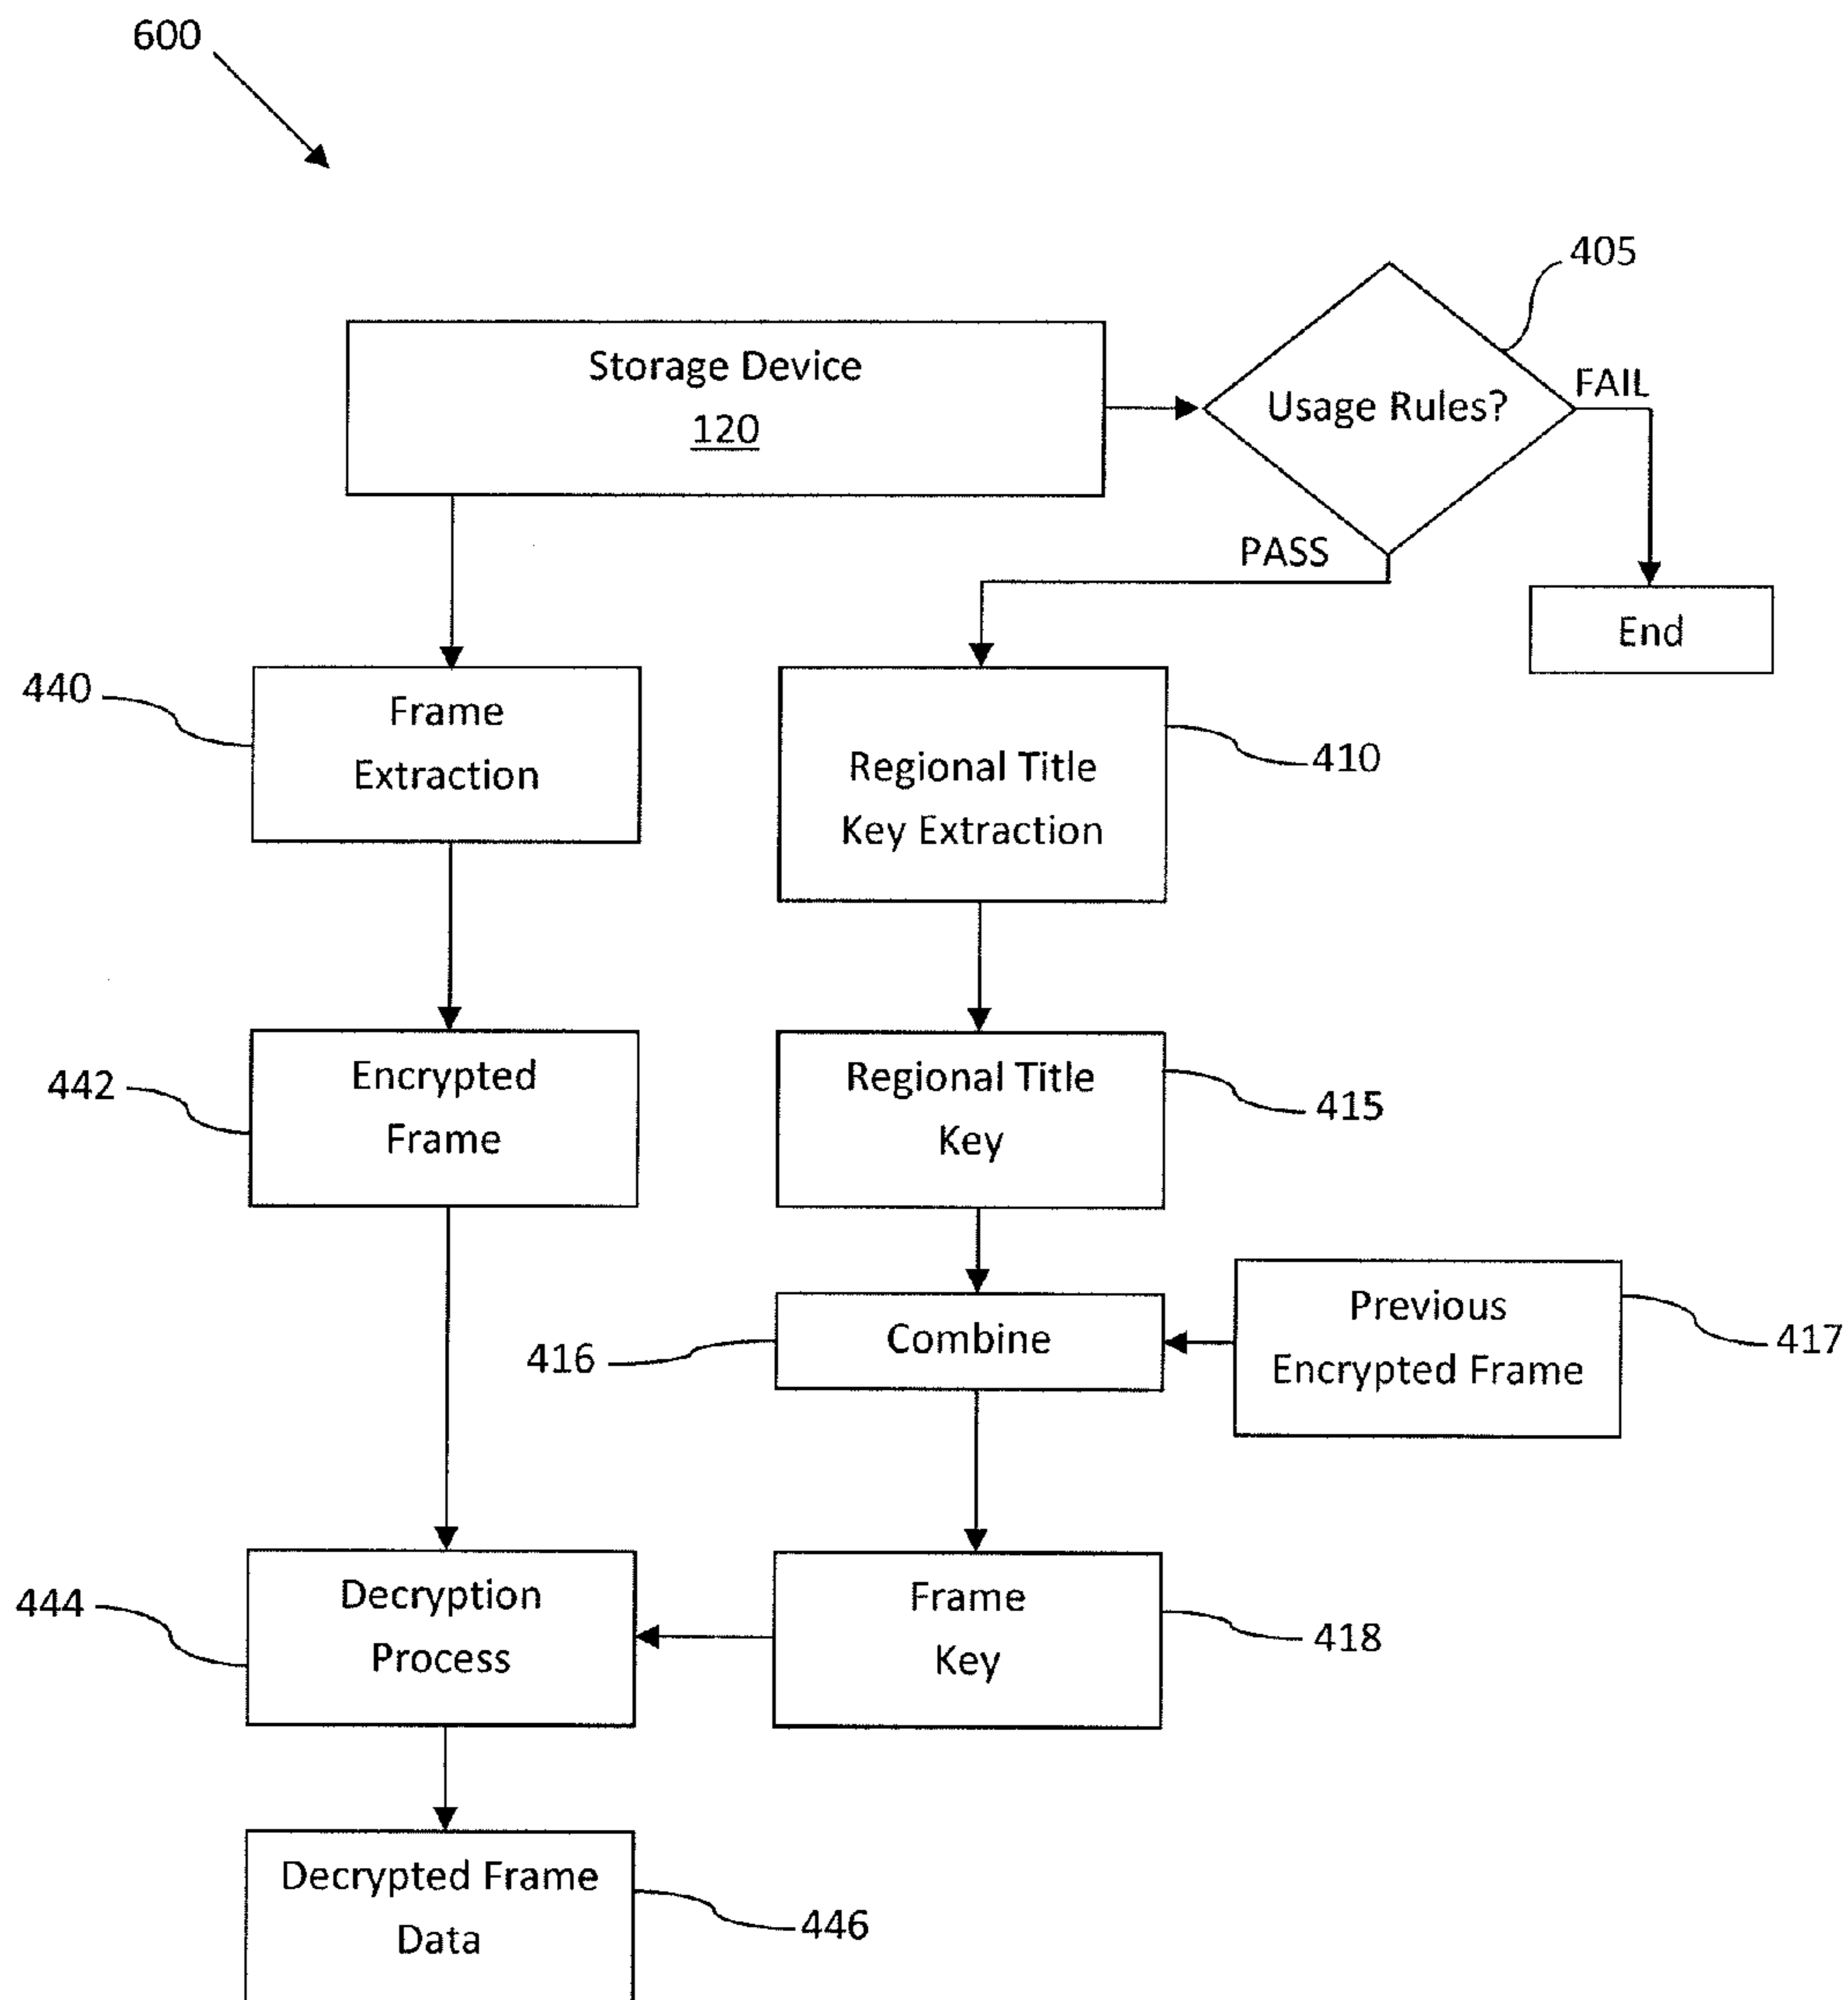 600
405
Storage Device
120
Usage Rules?
FAIL
PASS
End
440
Frame
Extraction
Regional Title
Key Extraction
410
442
Encrypted
Frame
Regional Title
Key
415
416
Combine
Previous
Encrypted Frame
417
444
Decryption
Process
Frame
Key
418
Decrypted Frame
Data
446